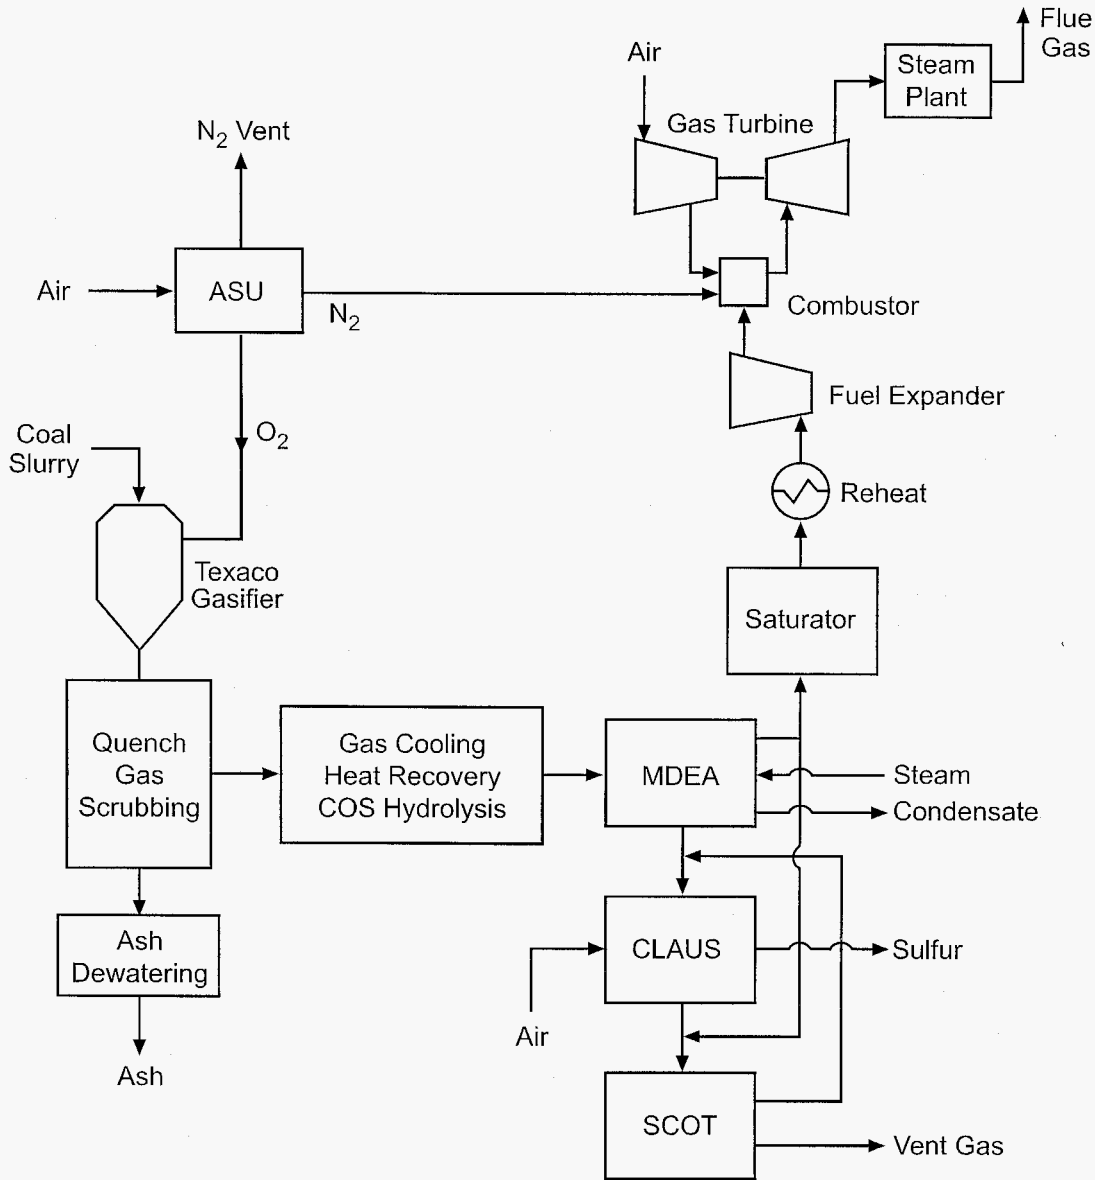 Flue
Gas
Air
Steam
Plant
Gas Turbine
N₂ Vent
Air
ASU
N₂
Combustor
Fuel Expander
O₂
Coal
Slurry
Reheat
Texaco
Gasifier
Saturator
Quench
Gas
Scrubbing
Gas Cooling
Heat Recovery
COS Hydrolysis
MDEA
Steam
Condensate
Ash
Dewatering
CLAUS
Sulfur
Air
Ash
SCOT
Vent Gas